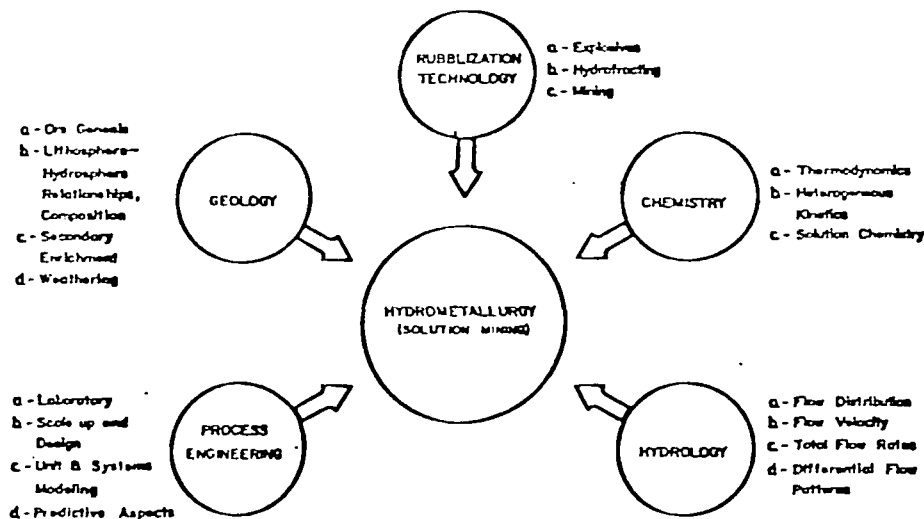 RUBBLIZATION
TECHNOLOGY
a - Explosives
b - Hydrofracting
c - Mining
a - Ore Genesis
b - Lithosphere-
Hydrosphere
Relationships,
Composition
c - Secondary
Enrichment
d - Weathering
GEOLOGY
CHEMISTRY
a - Thermodynamics
b - Heterogeneous
Kinetics
c - Solution Chemistry
HYDROMETALLURGY
(SOLUTION MINING)
a - Laboratory
b - Scale up and
Design
c - Unit & Systems
Modeling
d - Predictive Aspects
PROCESS
ENGINEERING
HYDROLOGY
a - Flow Distribution
b - Flow Velocity
c - Total Flow Rates
d - Differential Flow
Patterns